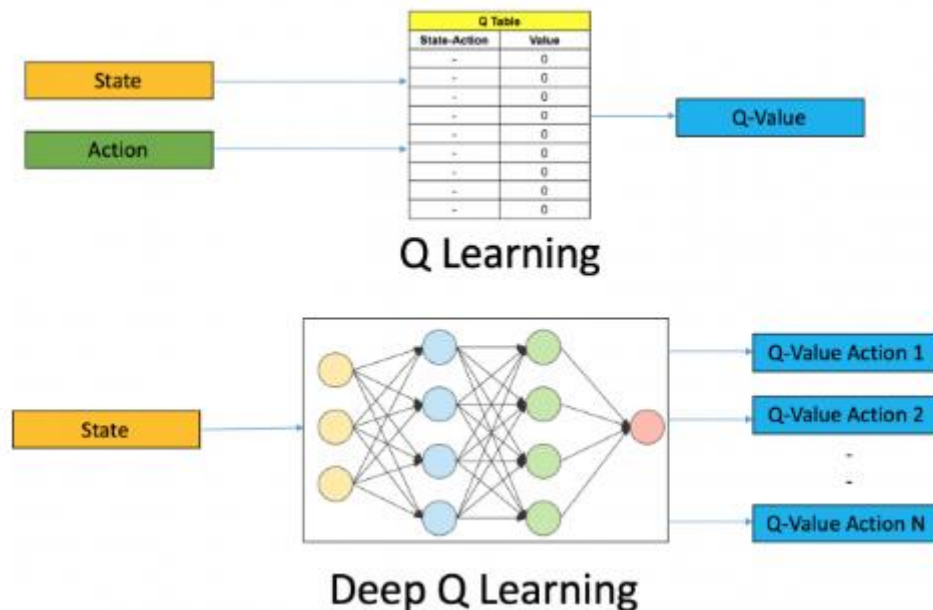 Q Table
State-Action Value
- 0
- 0
- 0
- 0
- 0
- 0
- 0
- 0
- 0
State
Action
Q-Value
Q Learning
State
Q-Value Action 1
Q-Value Action 2
-
-
Q-Value Action N
Deep Q Learning